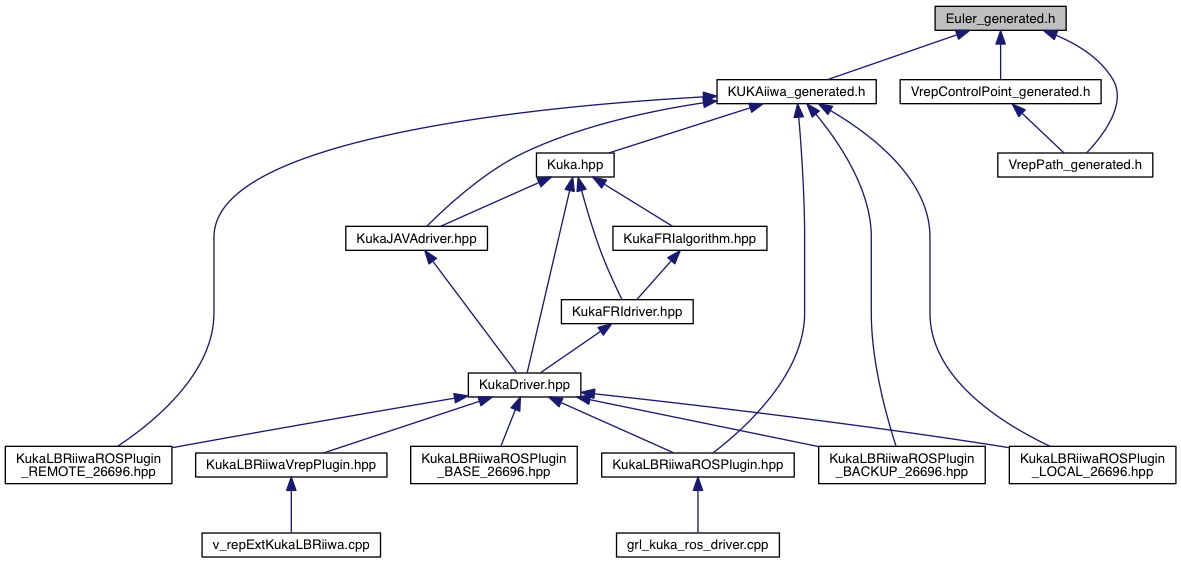 Euler_generated.h
KUKAiiwa_generated.h
VrepControlPoint_generated.h
Kuka.hpp
VrepPath_generated.h
KukaJAVAdriver.hpp
KukaFRIalgorithm.hpp
KukaFRIdriver.hpp
KukaDriver.hpp
KukaLBRiiwaROSPlugin
_REMOTE_26696.hpp
KukaLBRiiwaVrepPlugin.hpp
KukaLBRiiwaROSPlugin
_BASE_26696.hpp
KukaLBRiiwaROSPlugin.hpp
KukaLBRiiwaROSPlugin
_BACKUP_26696.hpp
KukaLBRiiwaROSPlugin
_LOCAL_26696.hpp
v_repExtKukaLBRiiwa.cpp
grl_kuka_ros_driver.cpp